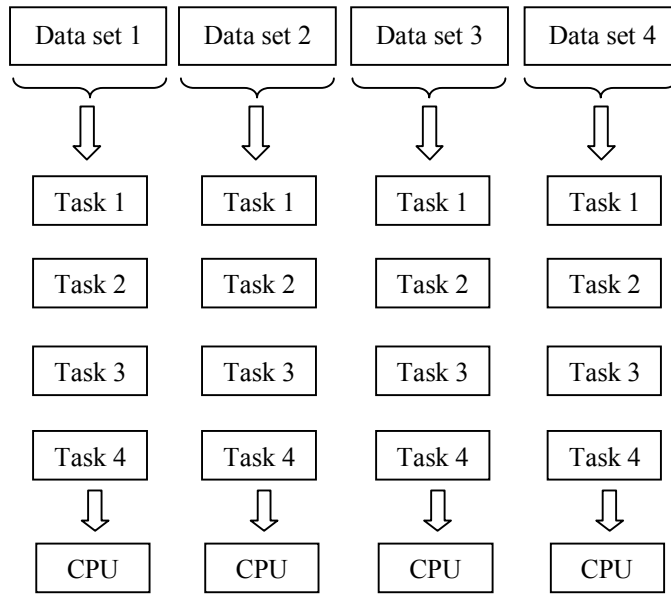 Data set 1 Data set 2 Data set 3 Data set 4
Task 1 Task 1 Task 1 Task 1
Task 2 Task 2 Task 2 Task 2
Task 3 Task 3 Task 3 Task 3
Task 4 Task 4 Task 4 Task 4
CPU CPU CPU CPU